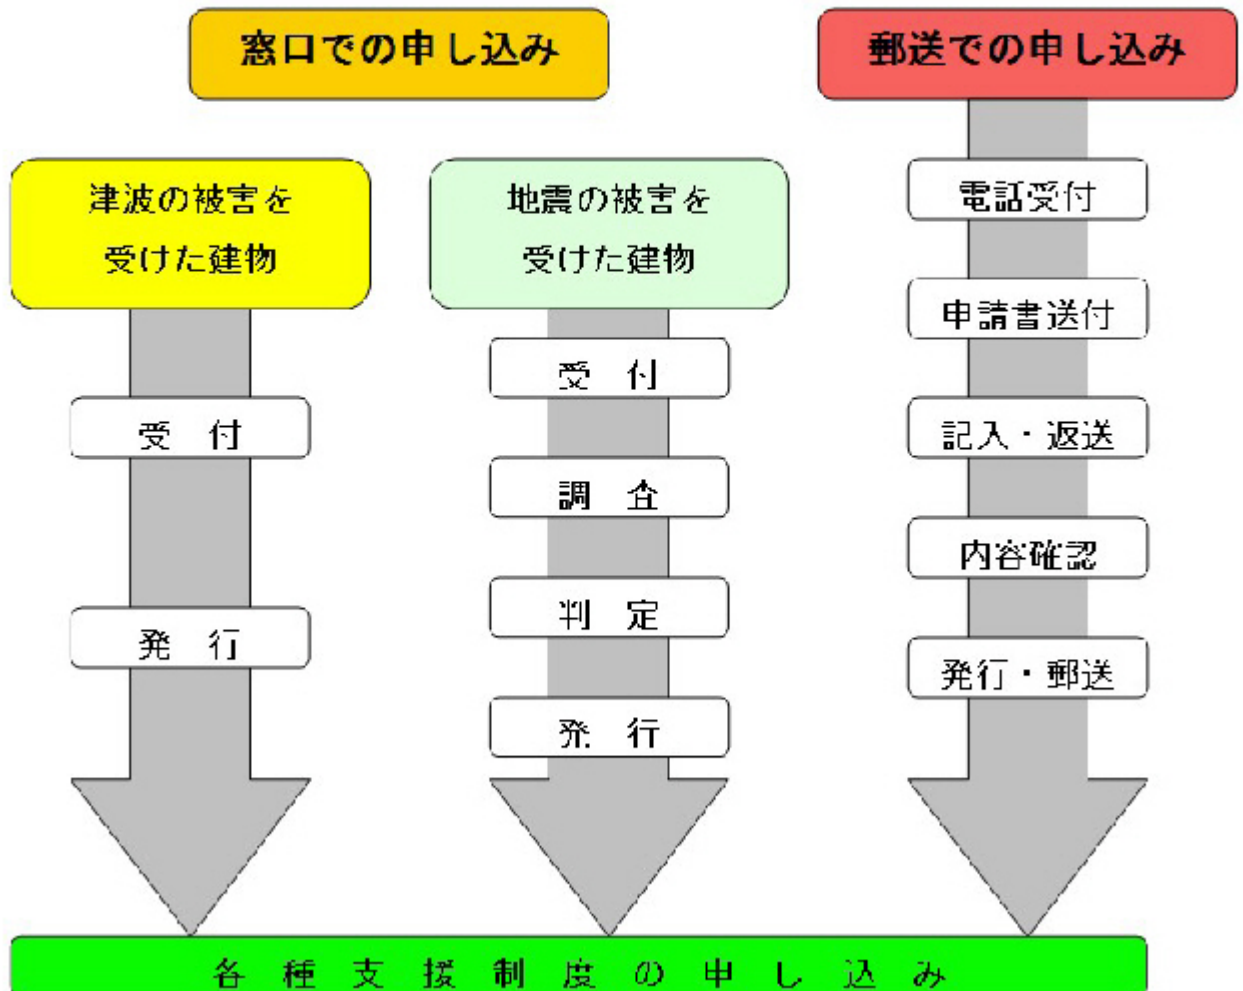 窓口での申し込み
津波の被害を
受けた建物
受　付
発　行
地震の被害を
受けた建物
受　付
調　査
判　定
発　行
郵送での申し込み
電話受付
申請書送付
記入・返送
内容確認
発行・郵送
各種支援制度の申し込み